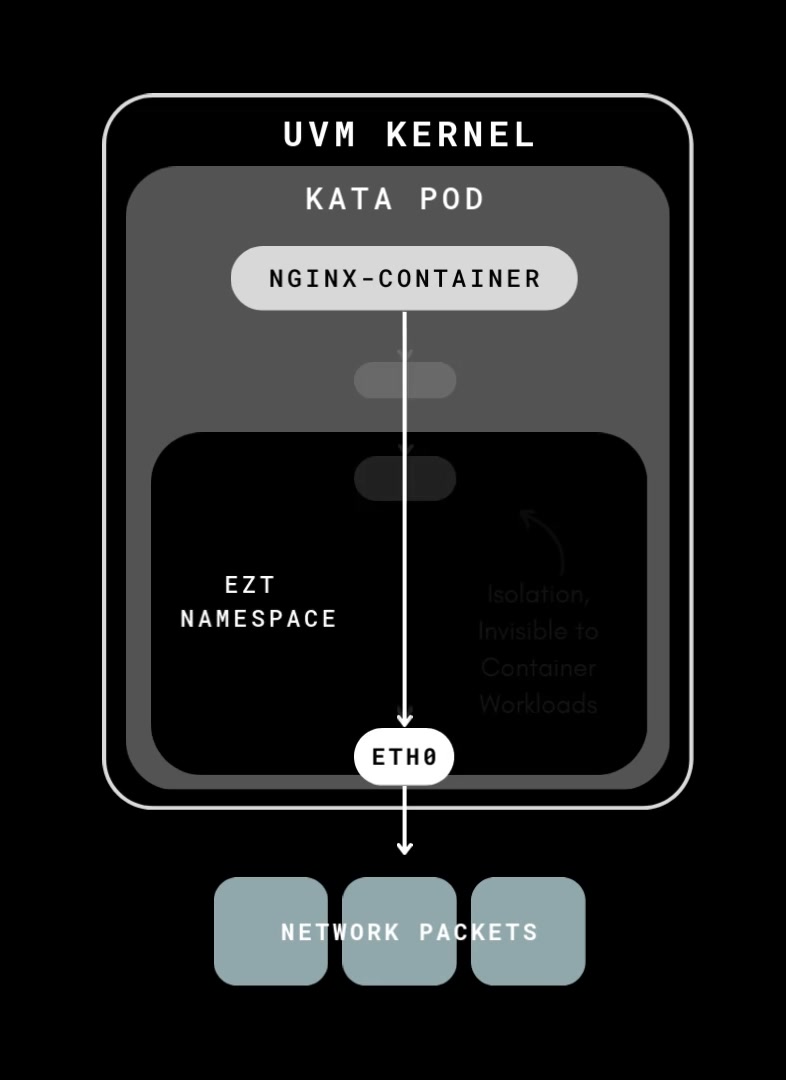 UVM KERNEL
KATA POD
NGINX-CONTAINER
EZT
NAMESPACE
Isolation,
Invisible to
Container
Workloads
ETH0
NETWORK PACKETS